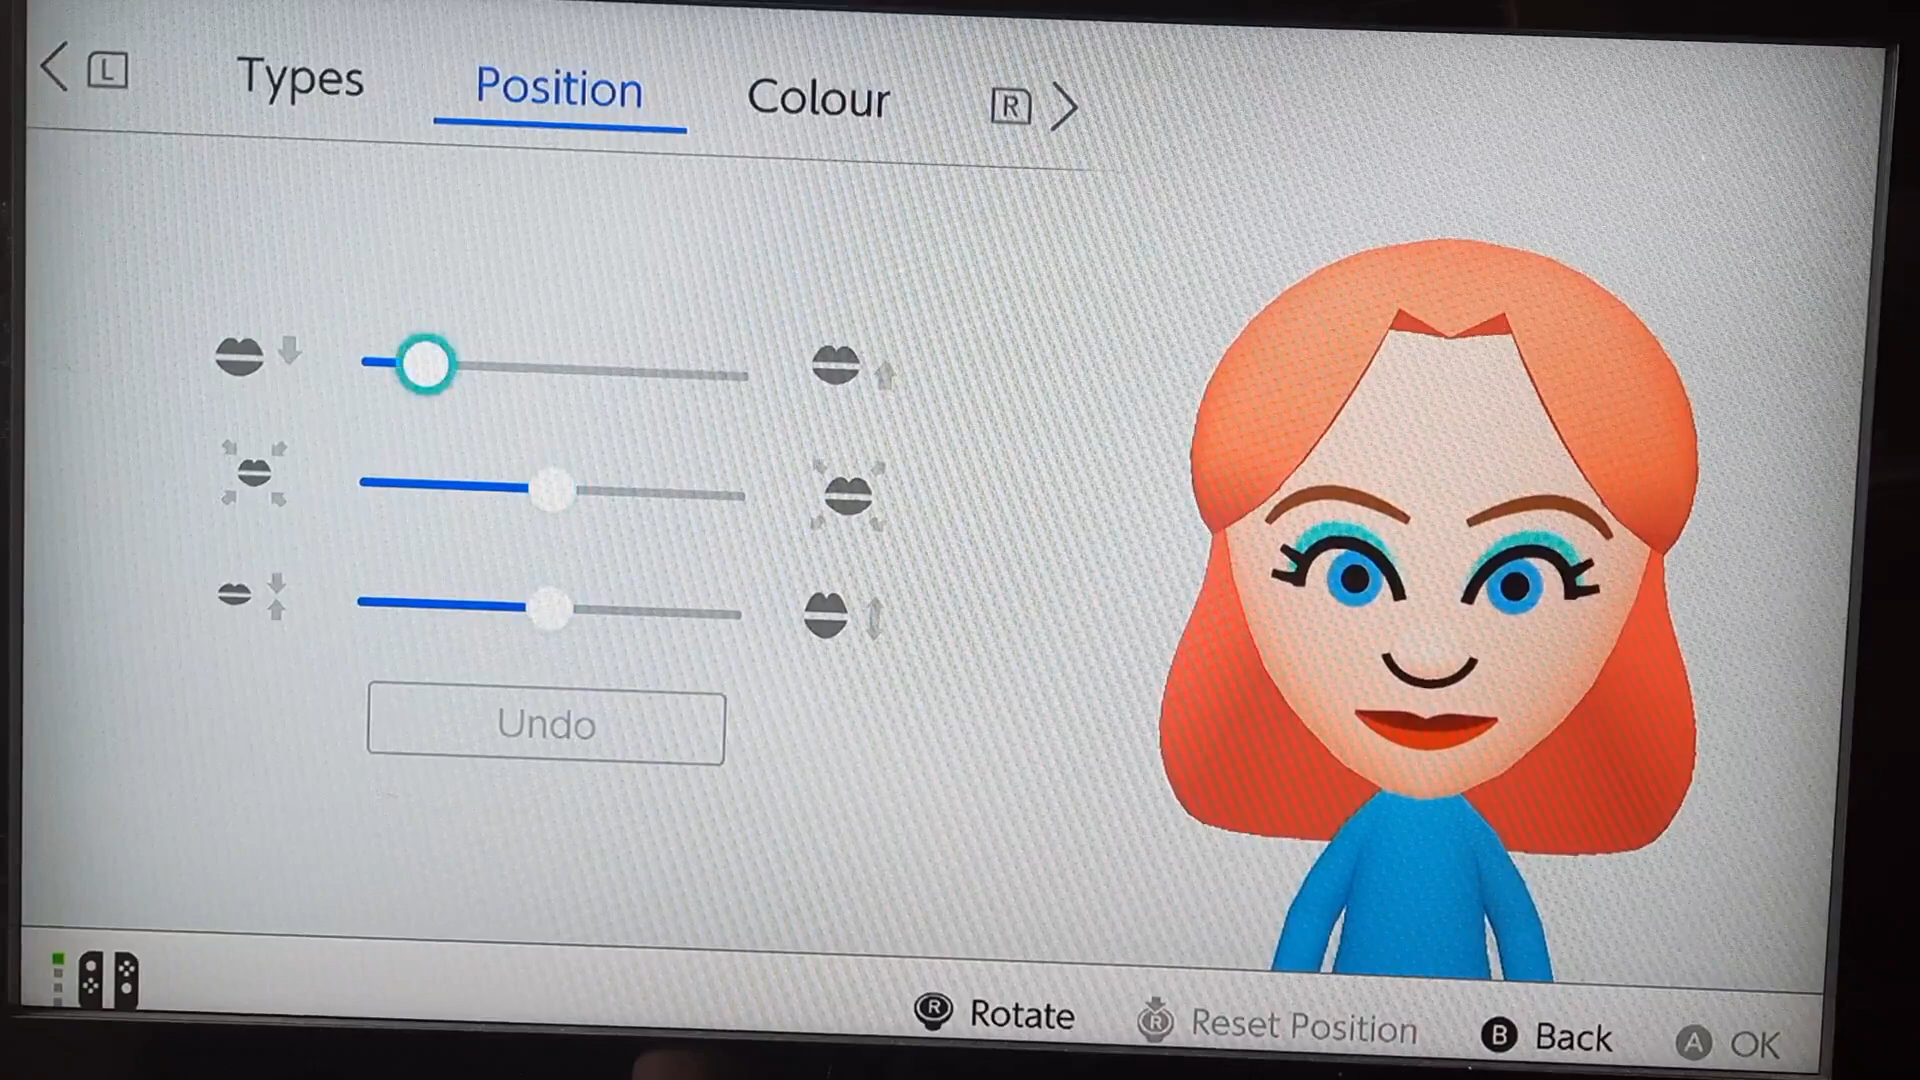 L Types Position Colour R
Undo
R Rotate R Reset Position B Back A OK